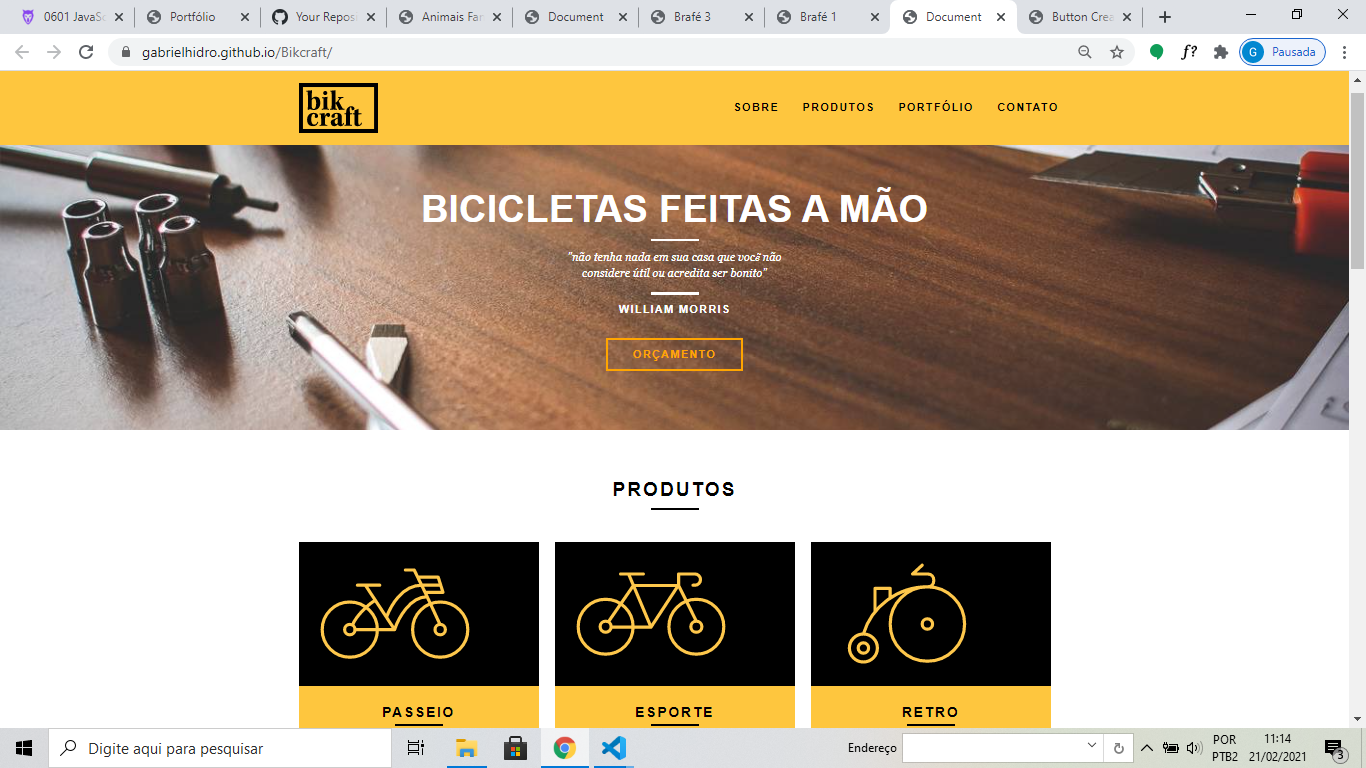 0601 JavaSc
Portfólio
Your Repos
Animais Fan
Document
Brafé 3
Brafé 1
Document
Button Crea
gabrielhidro.github.io/Bikcraft/
f?
G Pausada
bik
craft
SOBRE PRODUTOS PORTFÓLIO CONTATO
BICICLETAS FEITAS A MÃO
"não tenha nada em sua casa que você não
considere útil ou acredita ser bonito"
WILLIAM MORRIS
ORÇAMENTO
PRODUTOS
PASSEIO
ESPORTE
RETRO
Digite aqui para pesquisar
Endereço
POR
PTB2
11:14
21/02/2021
3